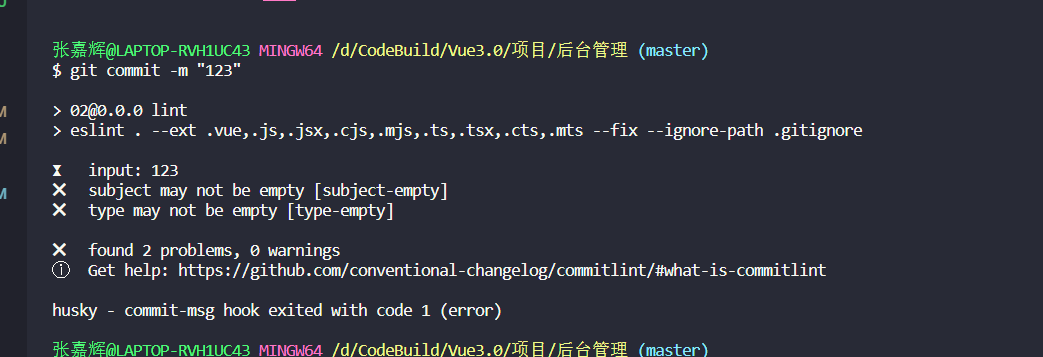 张嘉辉@LAPTOP-RVH1UC43 MINGW64 /d/CodeBuild/Vue3.0/项目/后台管理 (master)
$ git commit -m "123"
> 02@0.0.0 lint
> eslint . --ext .vue,.js,.jsx,.cjs,.mjs,.ts,.tsx,.cts,.mts --fix --ignore-path .gitignore
M
M
⧗ input: 123
✖ subject may not be empty [subject-empty]
M
✖ type may not be empty [type-empty]
✖ found 2 problems, 0 warnings
ⓘ Get help: https://github.com/conventional-changelog/commitlint/#what-is-commitlint
husky - commit-msg hook exited with code 1 (error)
张嘉辉@LAPTOP-RVH1UC43 MINGW64 /d/CodeBuild/Vue3.0/项目/后台管理 (master)